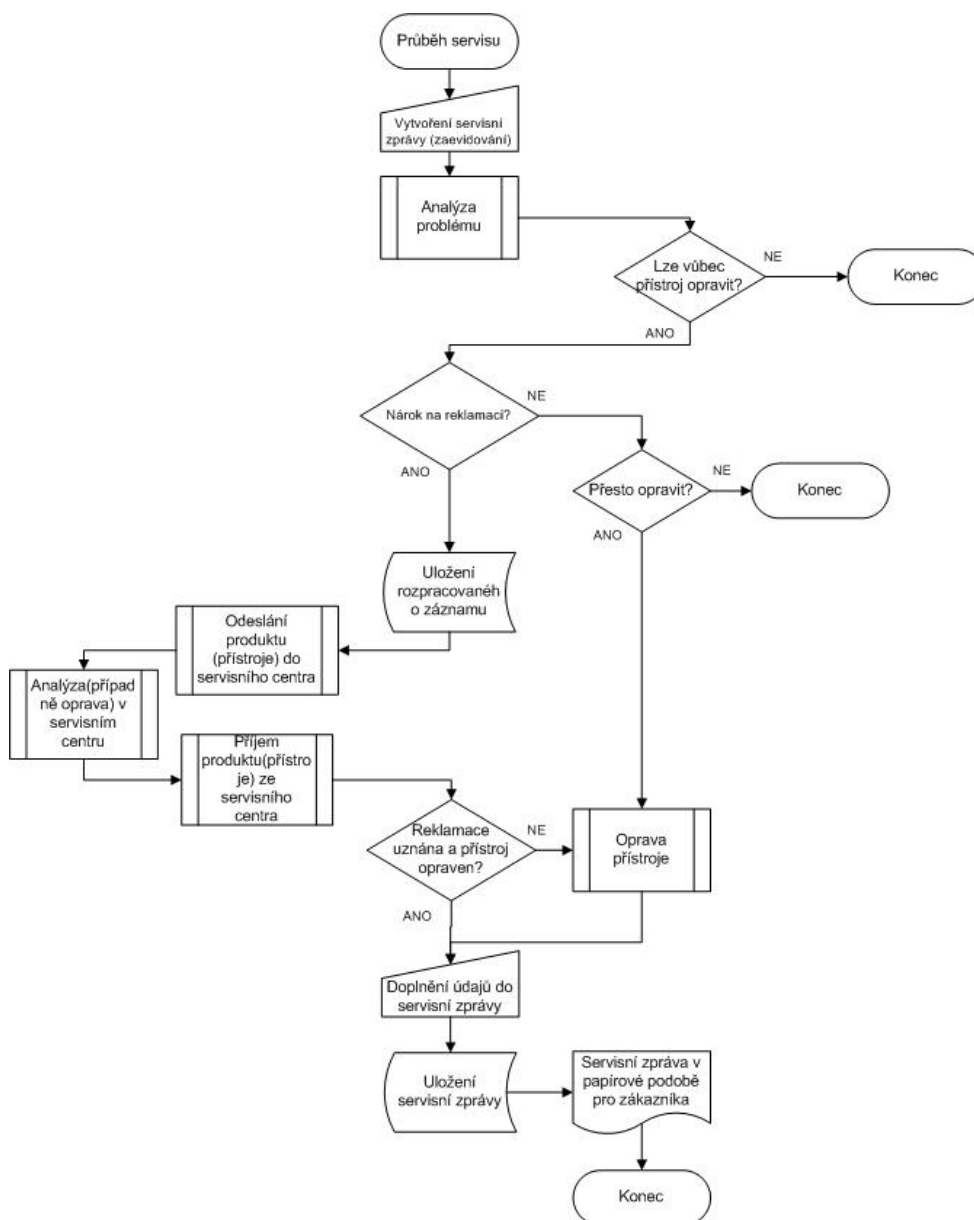 Průběh servisu
Vytvoření servisní
zprávy (zaevidování)
Analýza
problému
Lze vůbec
přístroj opravit?
NE
Konec
ANO
Nárok na reklamaci?
NE
ANO
Přesto opravit?
NE
Konec
ANO
Uložení
rozpracovanéh
o záznamu
Odeslání
produktu
(přístroje) do
servisního centra
Analýza(případ
ně oprava) v
servisním
centru
Příjem
produktu(přístro
je) ze
servisního
centra
Reklamace
uznána a přístroj
opraven?
NE
Oprava
přístroje
ANO
Doplnění údajů do
servisní zprávy
Uložení
servisní zprávy
Servisní zpráva v
papírové podobě
pro zákazníka
Konec